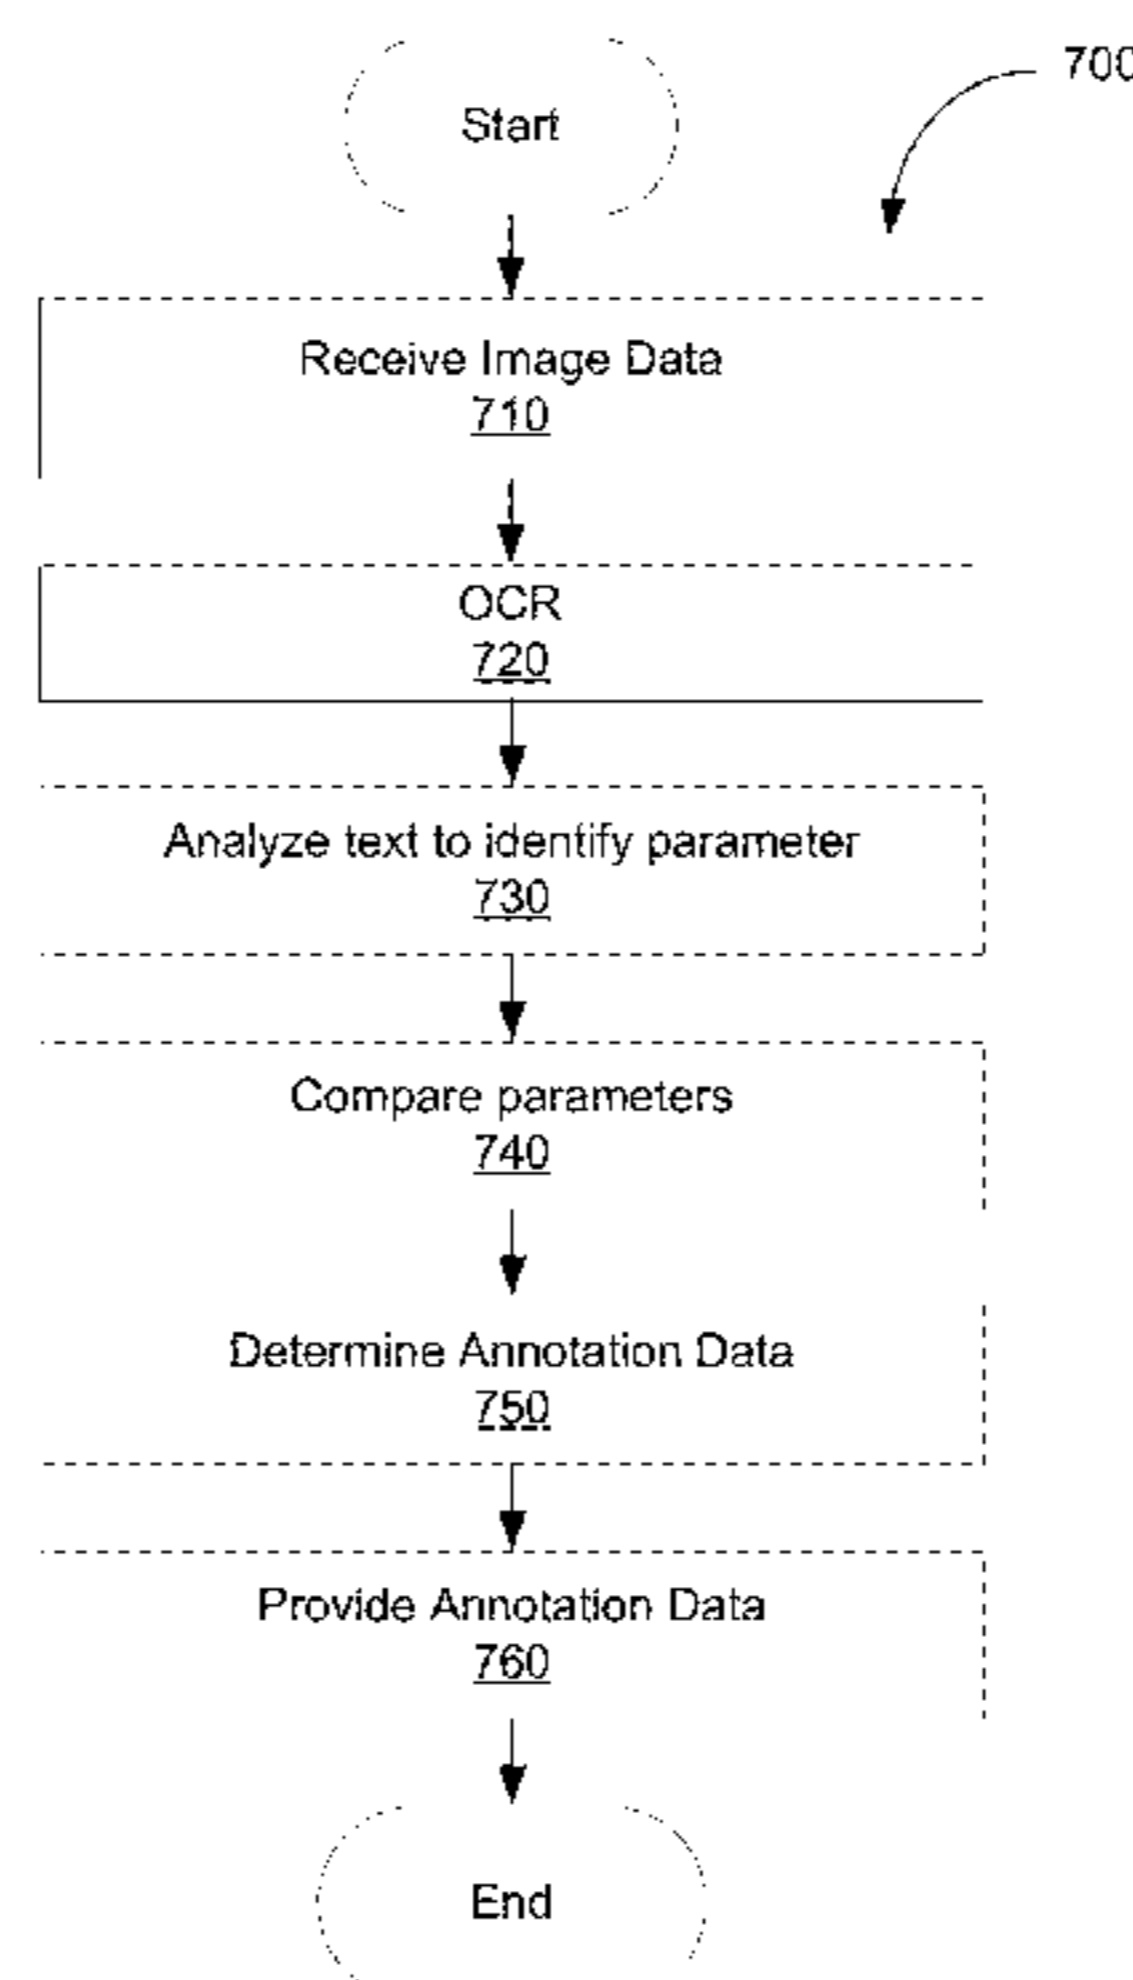 700
Start
Receive Image Data
710
OCR
720
Analyze text to identify parameter
730
Compare parameters
740
Determine Annotation Data
750
Provide Annotation Data
760
End